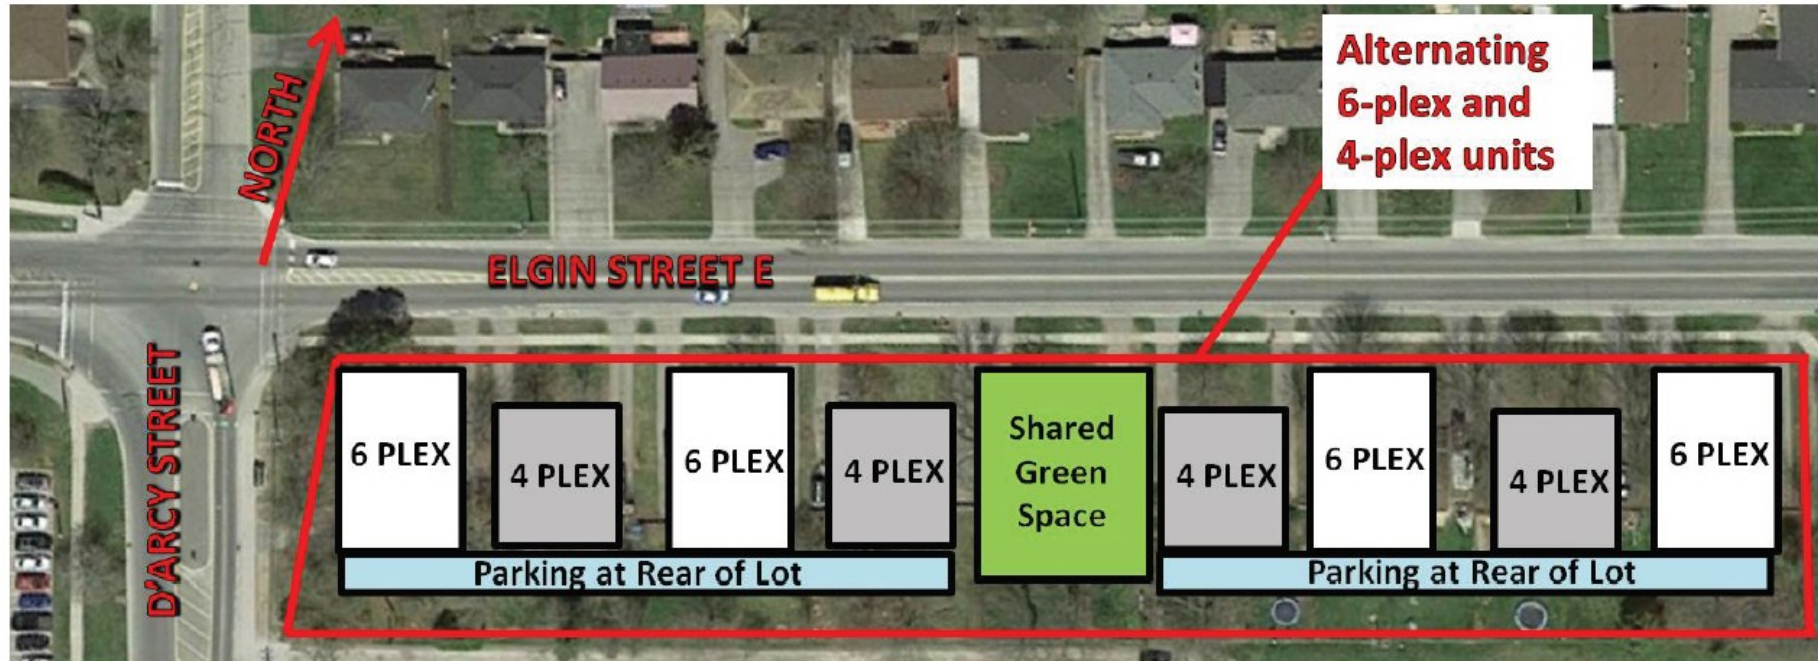 Alternating
6-plex and
4-plex units
NORTH
ELGIN STREET E
D'ARCY STREET
6 PLEX
4 PLEX
6 PLEX
4 PLEX
Shared
Green
Space
4 PLEX
6 PLEX
4 PLEX
6 PLEX
Parking at Rear of Lot
Parking at Rear of Lot